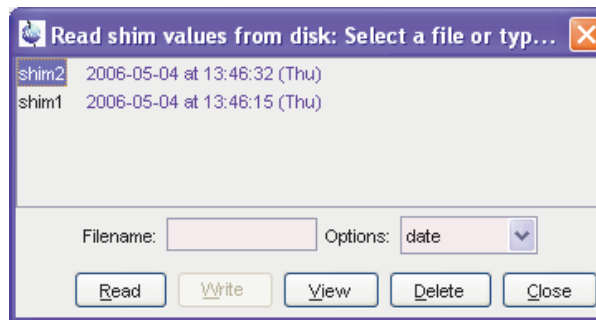 Read shim values from disk: Select a file or typ...
shim2 2006-05-04 at 13:46:32 (Thu)
shim1 2006-05-04 at 13:46:15 (Thu)
Filename: Options: date
Read Write View Delete Close